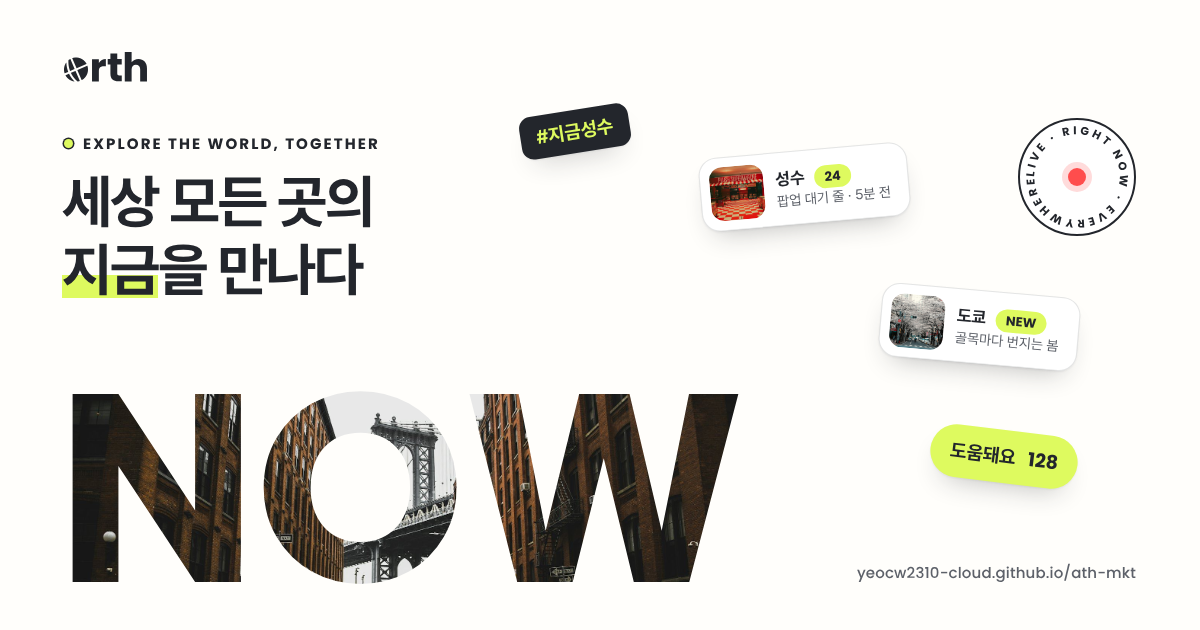 orth
EXPLORE THE WORLD, TOGETHER
세상 모든 곳의
지금을 만나다
#지금성수
성수 24
팝업 대기 줄 · 5분 전
LIVE · RIGHT NOW · EVERYWHERE
도쿄 NEW
골목마다 번지는 봄
도움돼요 128
NOW
yeocw2310-cloud.github.io/ath-mkt